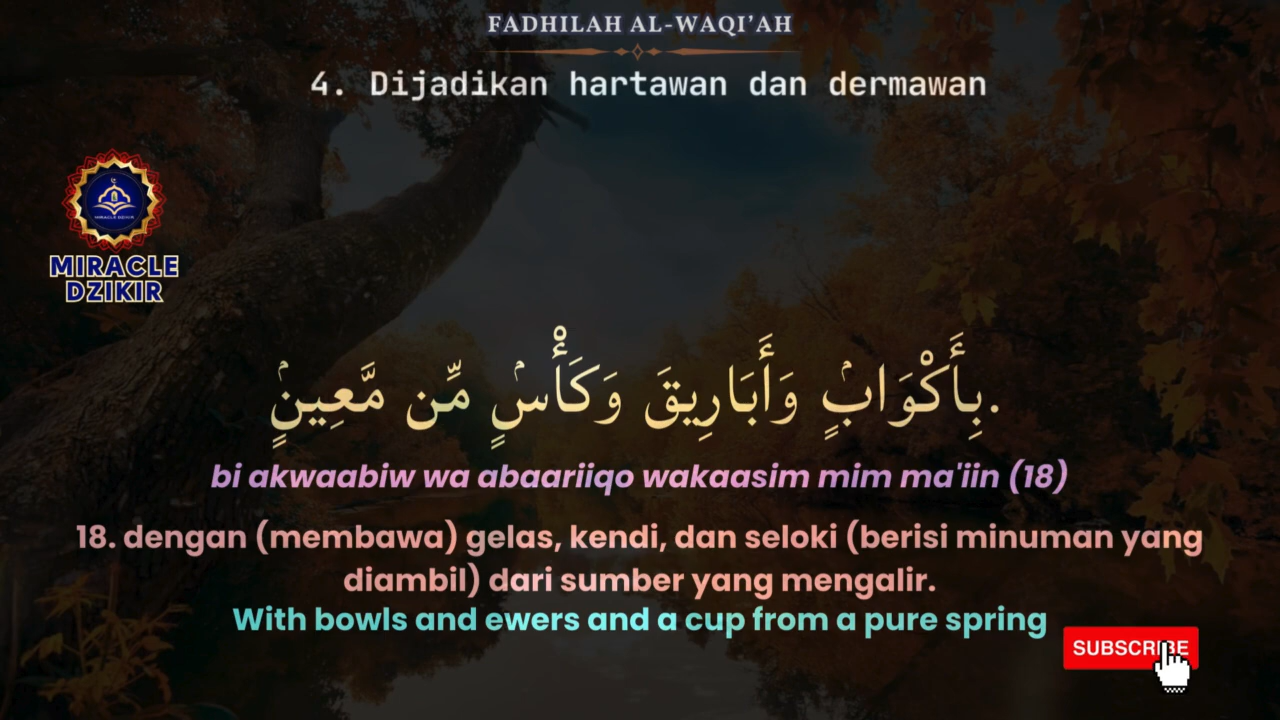 FADHILAH AL-WAQI'AH
4. Dijadikan hartawan dan dermawan
MIRACLE DZIKIR
MIRACLE
DZIKIR
بِأَكْوَابٍۢ وَأَبَارِيقَ وَكَأْسٍۢ مِّن مَّعِينٍۢ.
bi akwaabiw wa abaariiqo wakaasim mim ma'iin (18)
18. dengan (membawa) gelas, kendi, dan seloki (berisi minuman yang
diambil) dari sumber yang mengalir.
With bowls and ewers and a cup from a pure spring
SUBSCRIBE